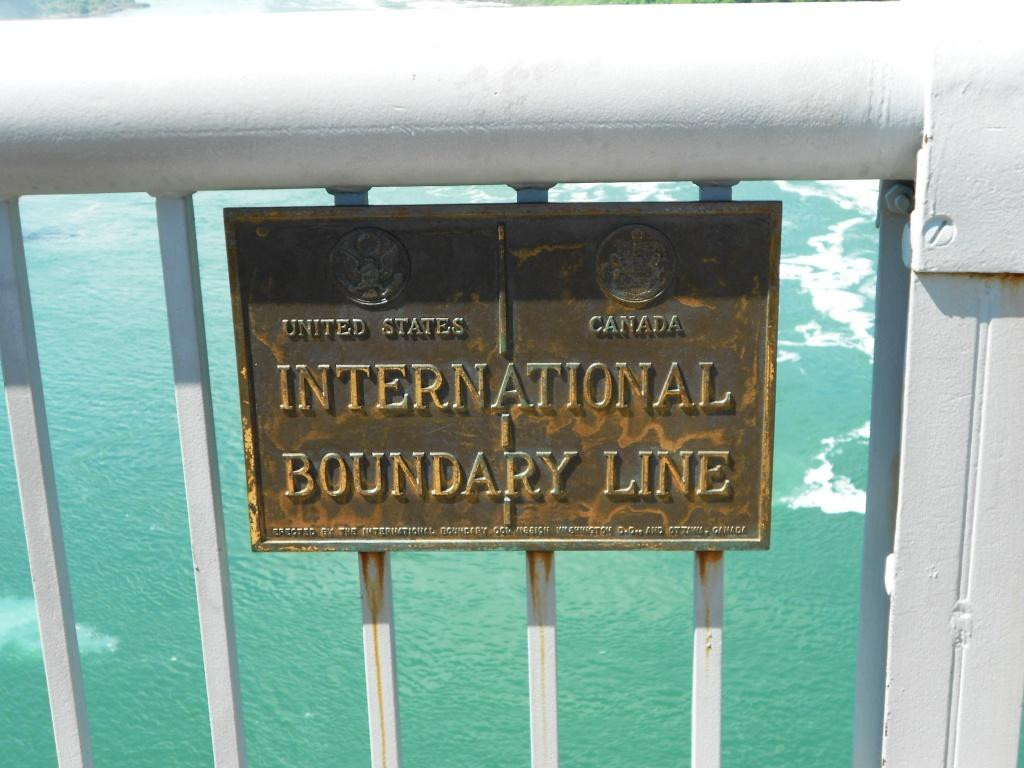 UNITED STATES CANADA
INTERNATIONAL
BOUNDARY LINE
ERECTED BY THE INTERNATIONAL BOUNDARY COMMISSION WASHINGTON D.C. AND OTTAWA - CANADA